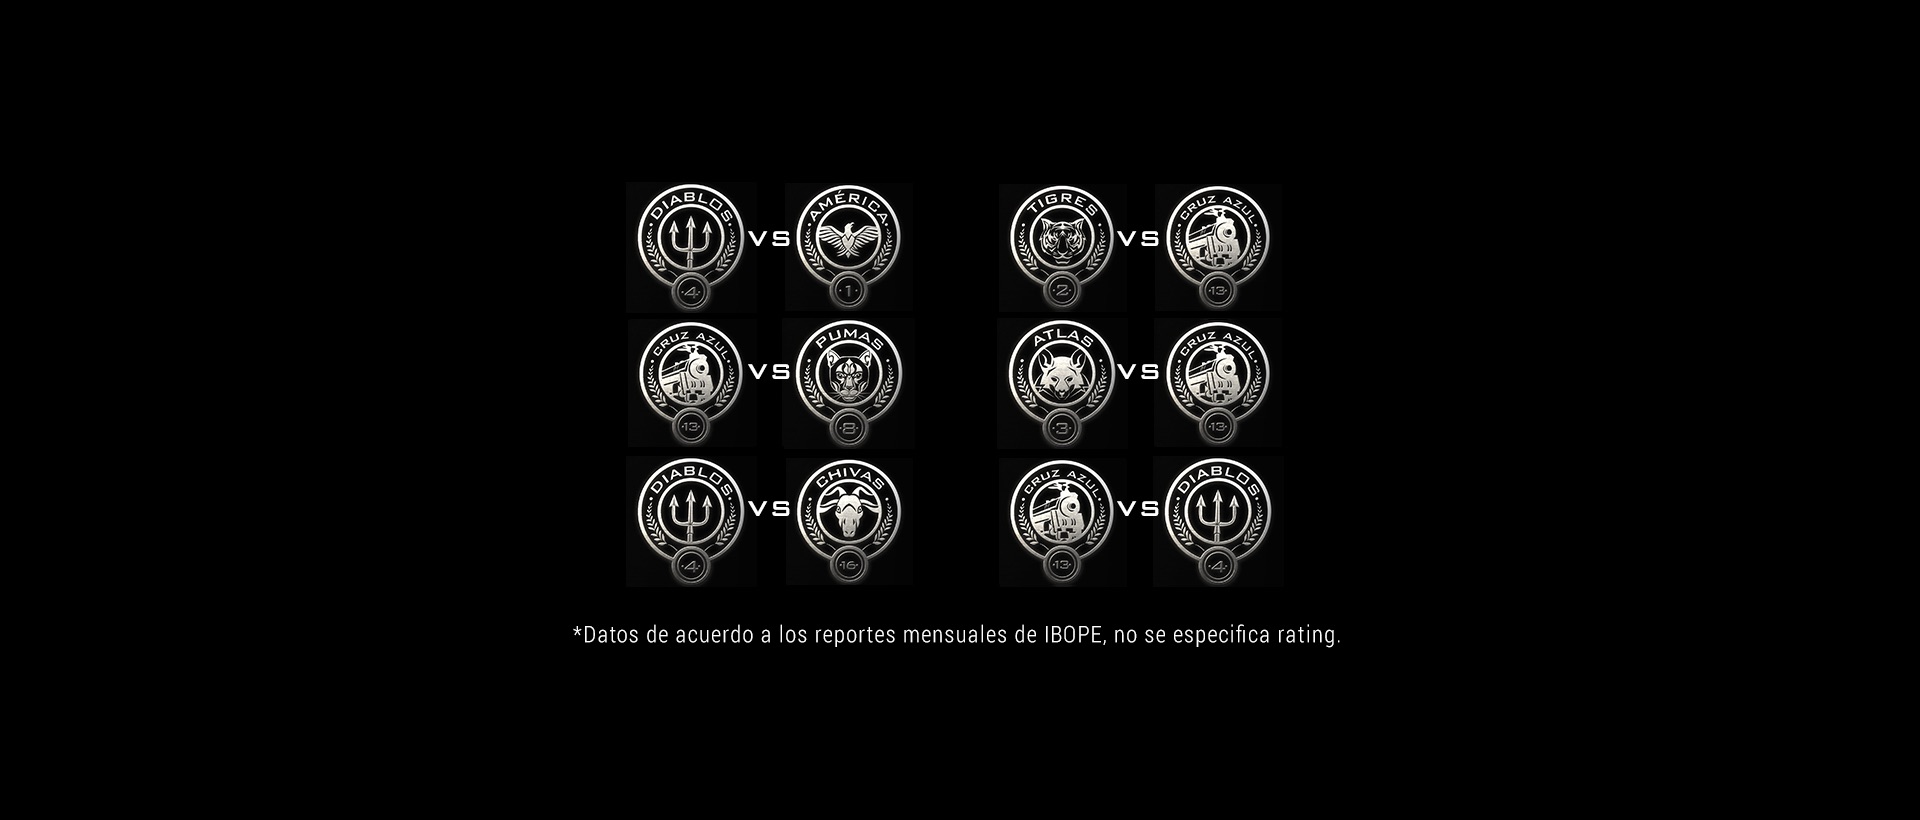 DIABLOS VS AMÉRICA
·4· ·1·
TIGRES VS CRUZ AZUL
·2· ·13·
CRUZ AZUL VS PUMAS
·13· ·8·
ATLAS VS CRUZ AZUL
·3· ·13·
DIABLOS VS CHIVAS
·4· ·16·
CRUZ AZUL VS DIABLOS
·13· ·4·
*Datos de acuerdo a los reportes mensuales de IBOPE, no se especifica rating.